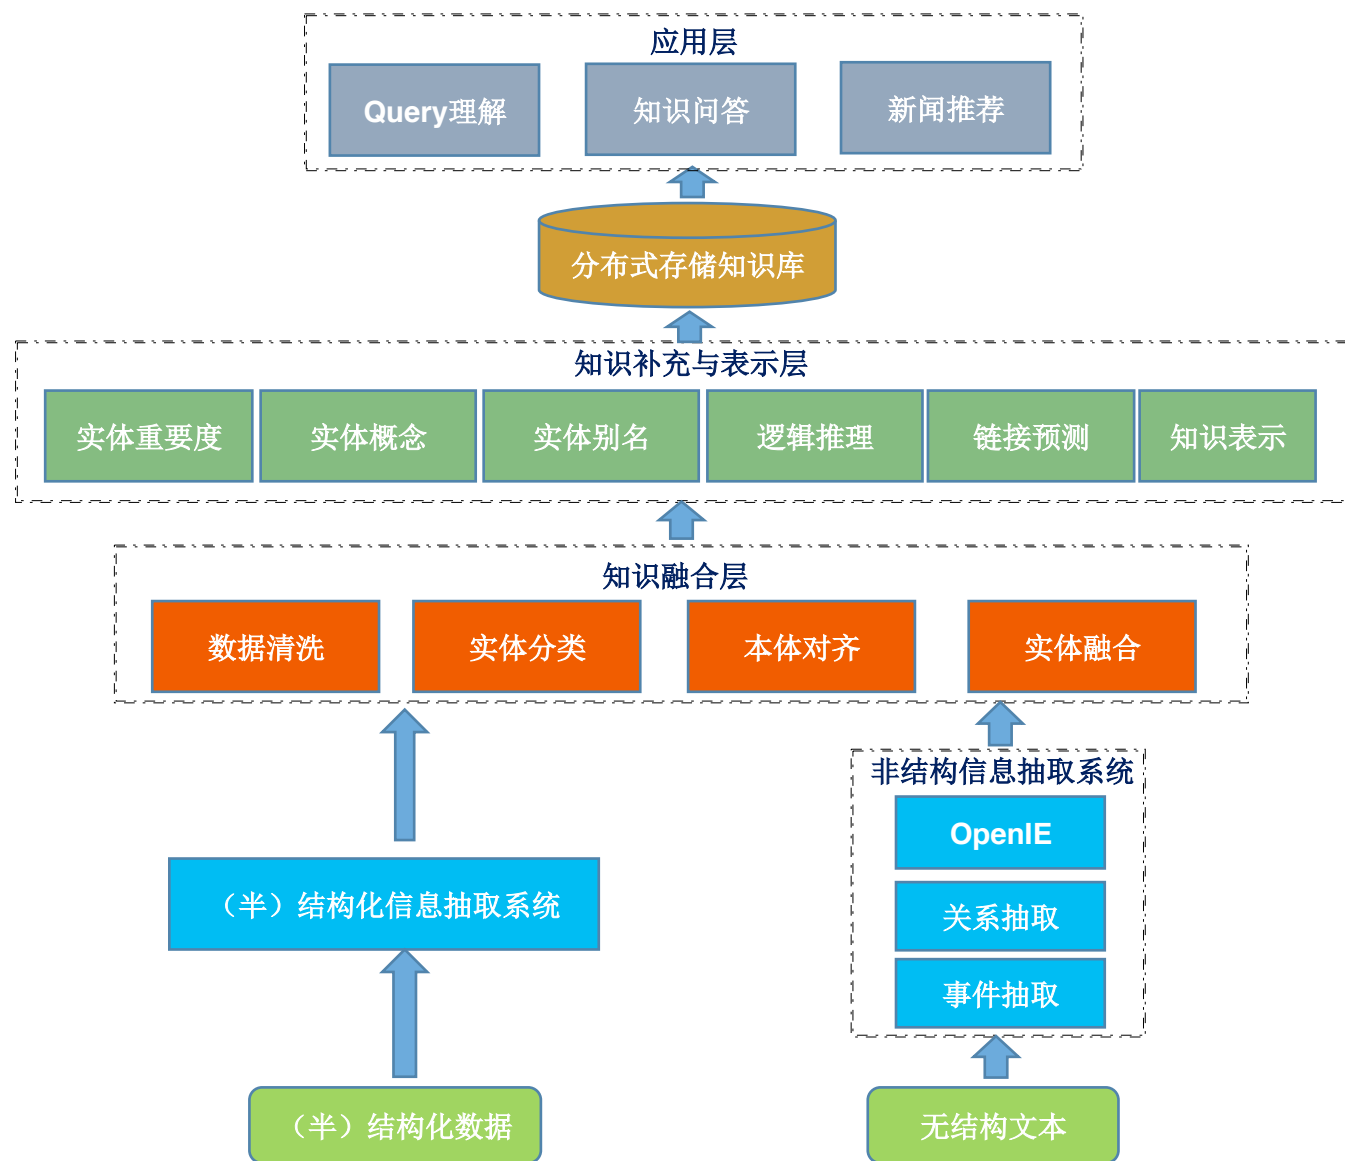 应用层
Query理解
知识问答
新闻推荐
分布式存储知识库
知识补充与表示层
实体重要度
实体概念
实体别名
逻辑推理
链接预测
知识表示
知识融合层
数据清洗
实体分类
本体对齐
实体融合
非结构信息抽取系统
OpenIE
关系抽取
事件抽取
（半）结构化信息抽取系统
（半）结构化数据
无结构文本